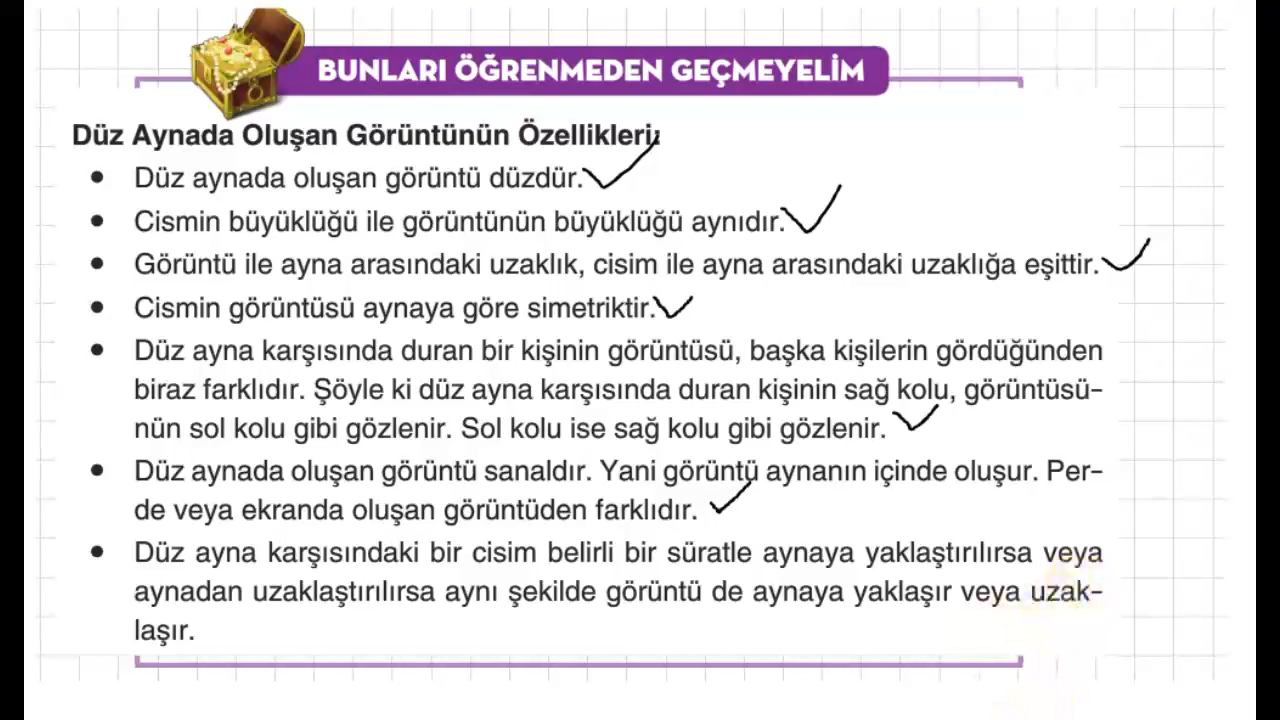 BUNLARI ÖĞRENMEDEN GEÇMEYELİM
Düz Aynada Oluşan Görüntünün Özellikleri:
• Düz aynada oluşan görüntü düzdür.
• Cismin büyüklüğü ile görüntünün büyüklüğü aynıdır.
• Görüntü ile ayna arasındaki uzaklık, cisim ile ayna arasındaki uzaklığa eşittir.
• Cismin görüntüsü aynaya göre simetriktir.
• Düz ayna karşısında duran bir kişinin görüntüsü, başka kişilerin gördüğünden
biraz farklıdır. Şöyle ki düz ayna karşısında duran kişinin sağ kolu, görüntüsü-
nün sol kolu gibi gözlenir. Sol kolu ise sağ kolu gibi gözlenir.
• Düz aynada oluşan görüntü sanaldır. Yani görüntü aynanın içinde oluşur. Per-
de veya ekranda oluşan görüntüden farklıdır.
• Düz ayna karşısındaki bir cisim belirli bir süratle aynaya yaklaştırılırsa veya
aynadan uzaklaştırılırsa aynı şekilde görüntü de aynaya yaklaşır veya uzak-
laşır.